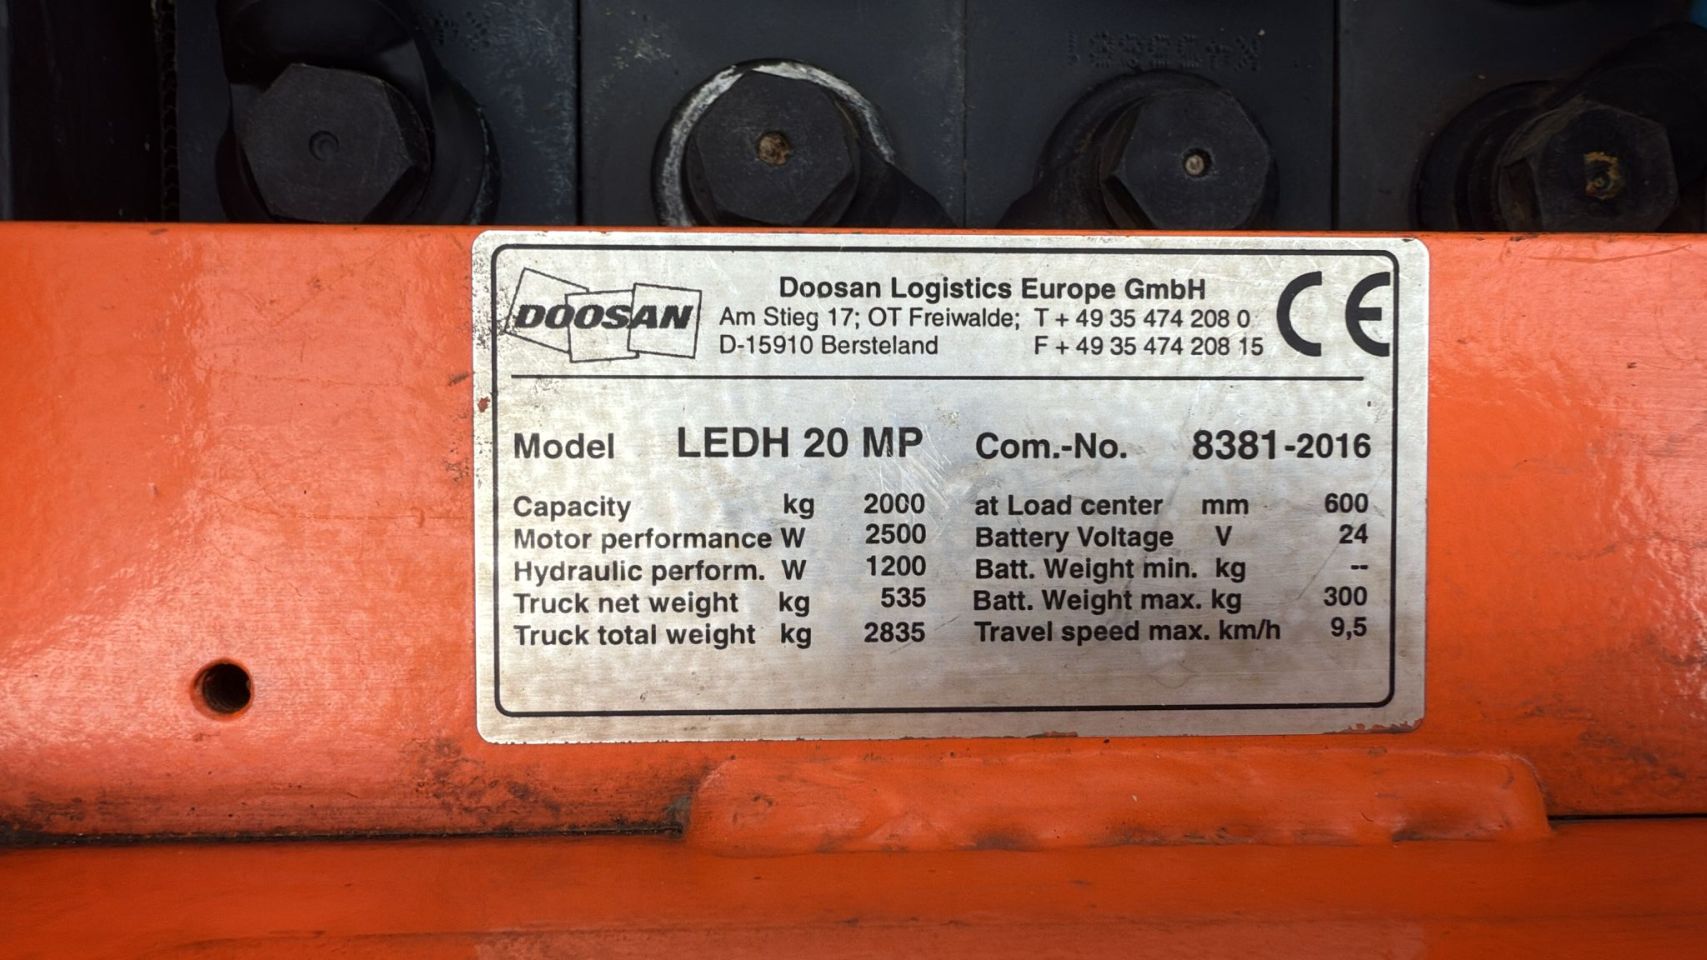 DOOSAN
Doosan Logistics Europe GmbH
Am Stieg 17; OT Freiwalde; T + 49 35 474 208 0
D-15910 Bersteland F + 49 35 474 208 15
CE
Model LEDH 20 MP Com.-No. 8381-2016
Capacity kg 2000 at Load center mm 600
Motor performance W 2500 Battery Voltage V 24
Hydraulic perform. W 1200 Batt. Weight min. kg --
Truck net weight kg 535 Batt. Weight max. kg 300
Truck total weight kg 2835 Travel speed max. km/h 9,5